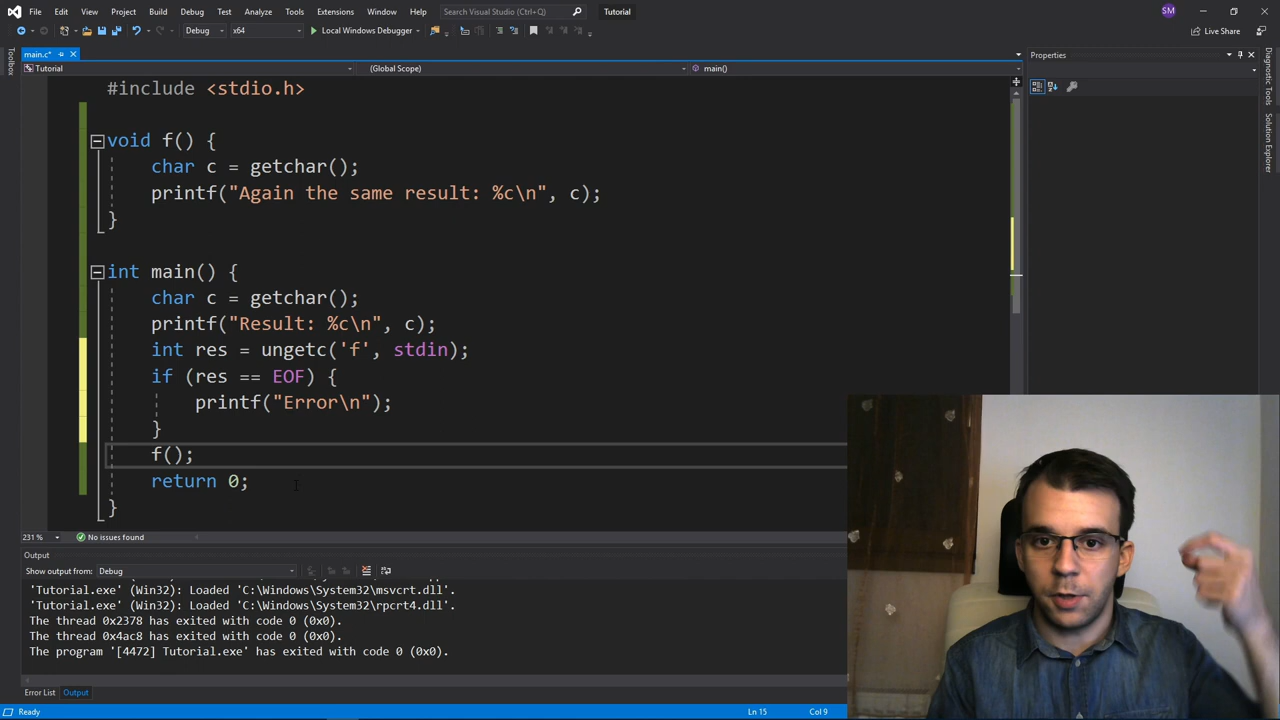 File Edit View Project Build Debug Test Analyze Tools Extensions Window Help Search Visual Studio (Ctrl+Q) Tutorial SM
Debug x64 Local Windows Debugger Live Share
main.c* Properties
Tutorial (Global Scope) main()
Toolbox
Diagnostic Tools
Solution Explorer
#include <stdio.h>
void f() {
char c = getchar();
printf("Again the same result: %c\n", c);
}
int main() {
char c = getchar();
printf("Result: %c\n", c);
int res = ungetc('f', stdin);
if (res == EOF) {
printf("Error\n");
}
f();
return 0;
}
231 % No issues found
Output
Show output from: Debug
'Tutorial.exe' (Win32): Loaded 'C:\Windows\System32\msvcrt.dll'.
'Tutorial.exe' (Win32): Loaded 'C:\Windows\System32\rpcrt4.dll'.
The thread 0x2378 has exited with code 0 (0x0).
The thread 0x4ac8 has exited with code 0 (0x0).
The program '[4472] Tutorial.exe' has exited with code 0 (0x0).
Error List Output
Ready Ln 15 Col 9